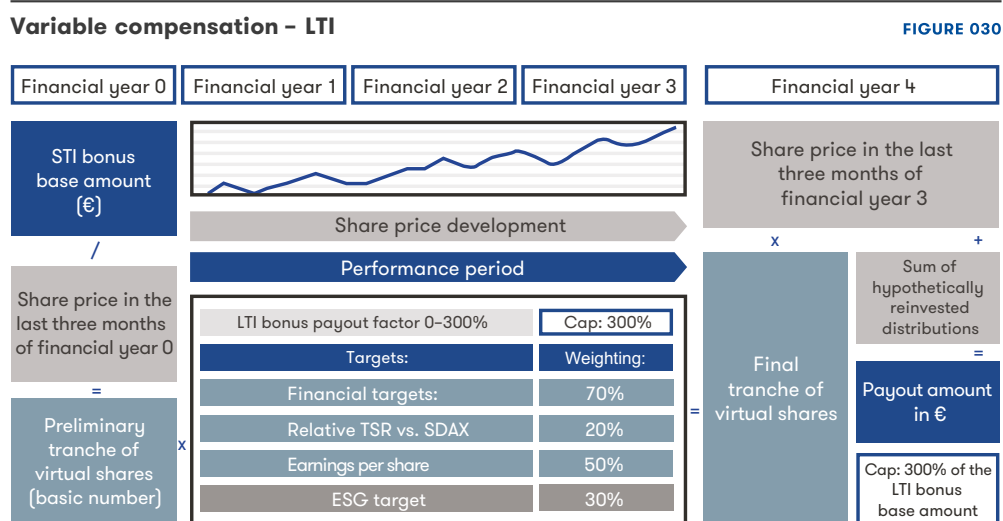 Variable compensation – LTI
FIGURE 030
Financial year 0
Financial year 1
Financial year 2
Financial year 3
Financial year 4
STI bonus
base amount
(€)
/
Share price in the
last three months
of financial year 0
=
Preliminary
tranche of
virtual shares
(basic number)
x
Share price development
Performance period
LTI bonus payout factor 0–300%
Cap: 300%
Targets:
Weighting:
Financial targets:
70%
Relative TSR vs. SDAX
20%
Earnings per share
50%
ESG target
30%
=
Share price in the last
three months of
financial year 3
x
+
Final
tranche of
virtual shares
Sum of
hypothetically
reinvested
distributions
=
Payout amount
in €
Cap: 300% of the
LTI bonus
base amount